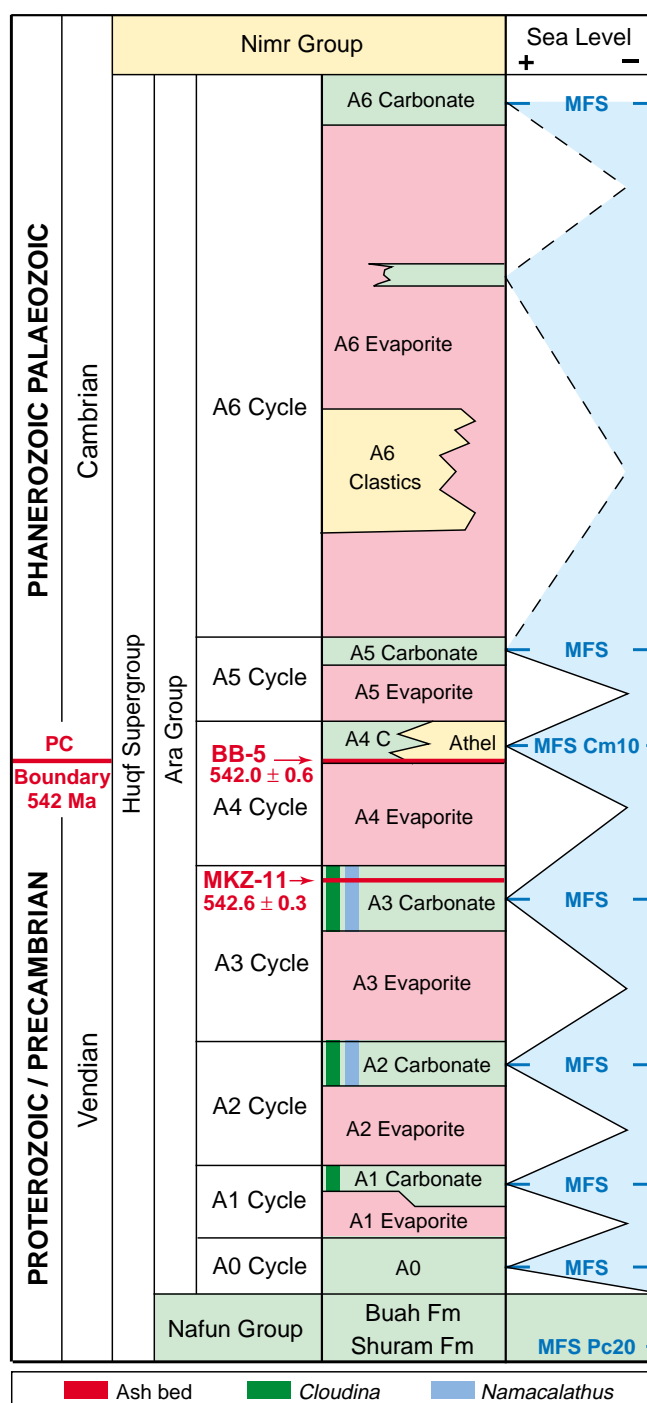 Nimr Group
Sea Level
+ −
PHANEROZOIC PALAEOZOIC
Cambrian
PC
Boundary
542 Ma
PROTEROZOIC / PRECAMBRIAN
Vendian
Huqf Supergroup
Ara Group
A6 Carbonate
MFS
A6 Evaporite
A6 Cycle
A6
Clastics
A5 Carbonate
MFS
A5 Cycle
A5 Evaporite
A4 C
Athel
MFS Cm10
BB-5
542.0 ± 0.6
A4 Cycle
A4 Evaporite
MKZ-11
542.6 ± 0.3
A3 Carbonate
MFS
A3 Cycle
A3 Evaporite
A2 Carbonate
MFS
A2 Cycle
A2 Evaporite
A1 Carbonate
MFS
A1 Cycle
A1 Evaporite
A0 Cycle
A0
MFS
Nafun Group
Buah Fm
Shuram Fm
MFS Pc20
Ash bed
Cloudina
Namacalathus